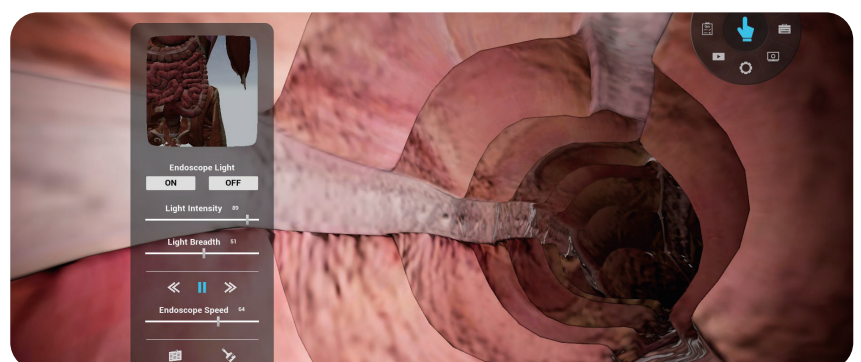 Endoscope Light
ON OFF
Light Intensity 89
Light Breadth 51
Endoscope Speed 64